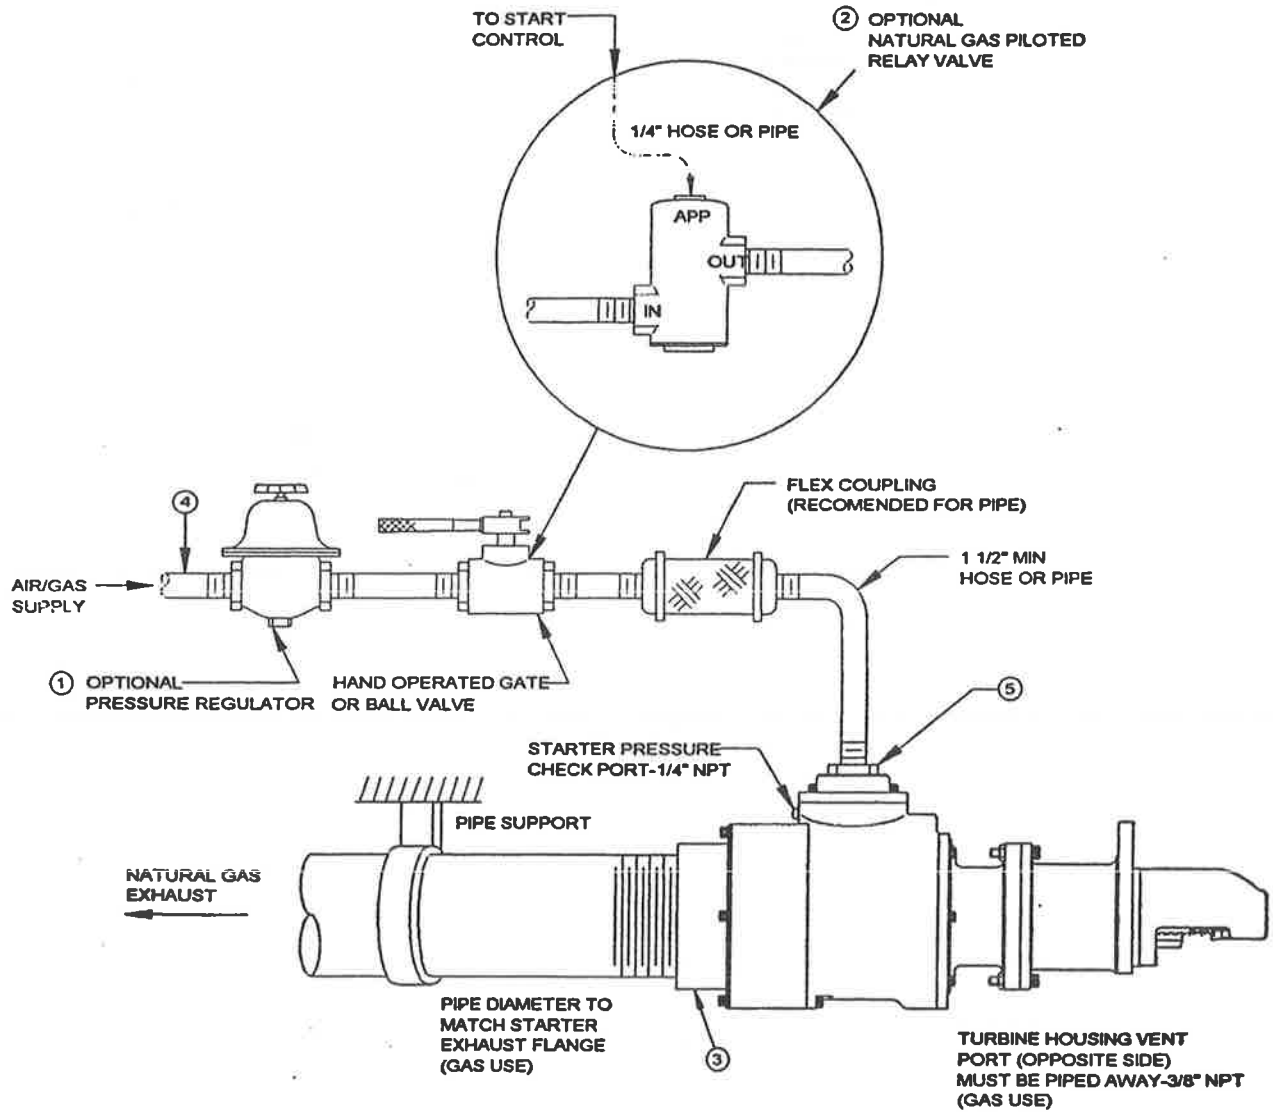 TO START
CONTROL
② OPTIONAL
NATURAL GAS PILOTED
RELAY VALVE
1/4" HOSE OR PIPE
APP
OUT
IN
④
FLEX COUPLING
(RECOMENDED FOR PIPE)
1 1/2" MIN
HOSE OR PIPE
AIR/GAS
SUPPLY
① OPTIONAL
PRESSURE REGULATOR
HAND OPERATED GATE
OR BALL VALVE
⑤
STARTER PRESSURE
CHECK PORT-1/4" NPT
PIPE SUPPORT
NATURAL GAS
EXHAUST
PIPE DIAMETER TO
MATCH STARTER
EXHAUST FLANGE
(GAS USE)
③
TURBINE HOUSING VENT
PORT (OPPOSITE SIDE)
MUST BE PIPED AWAY-3/8" NPT
(GAS USE)